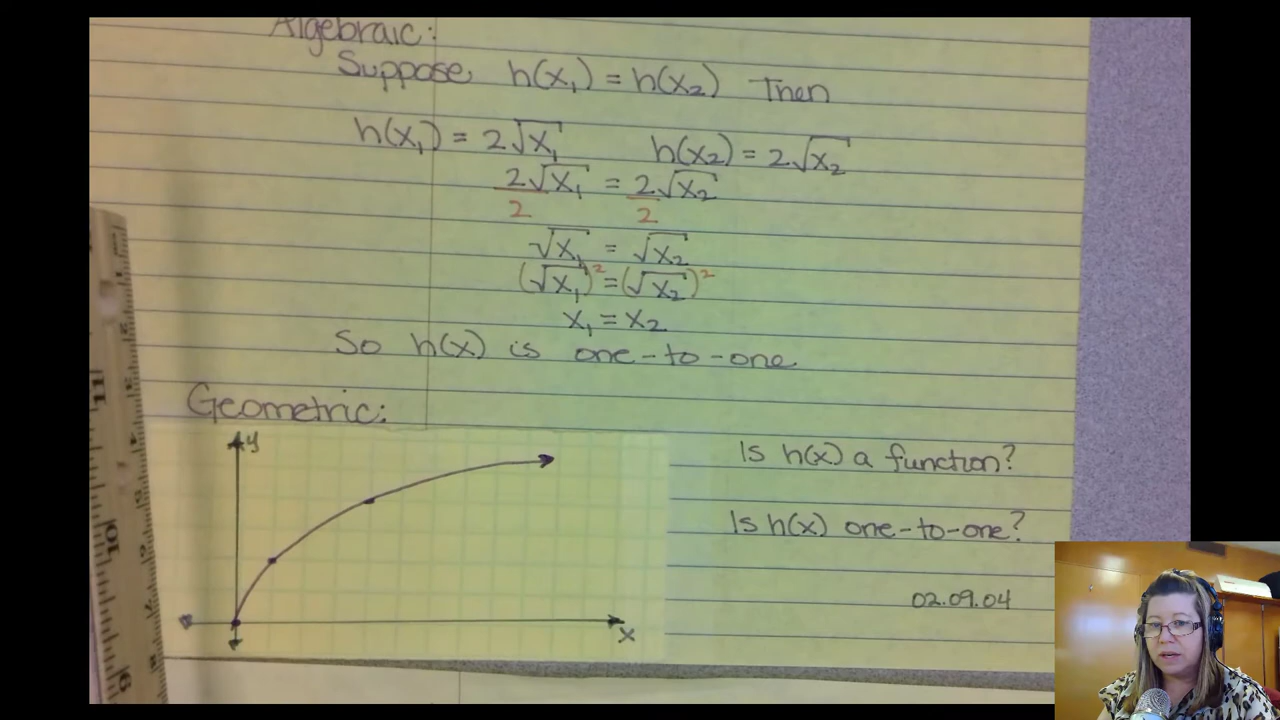 Algebraic:
Suppose h(x₁) = h(x₂) Then
h(x₁) = 2√x₁ h(x₂) = 2√x₂
2√x₁ = 2√x₂
2 2
√x₁ = √x₂
(√x₁)² = (√x₂)²
x₁ = x₂
So h(x) is one-to-one
Geometric:
y
Is h(x) a function?
Is h(x) one-to-one?
02.09.04
x
11
10